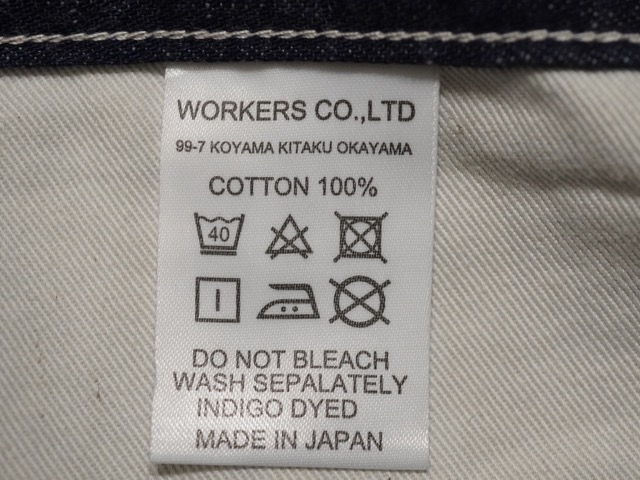 WORKERS CO.,LTD
99-7 KOYAMA KITAKU OKAYAMA
COTTON 100%
40
DO NOT BLEACH
WASH SEPALATELY
INDIGO DYED
MADE IN JAPAN